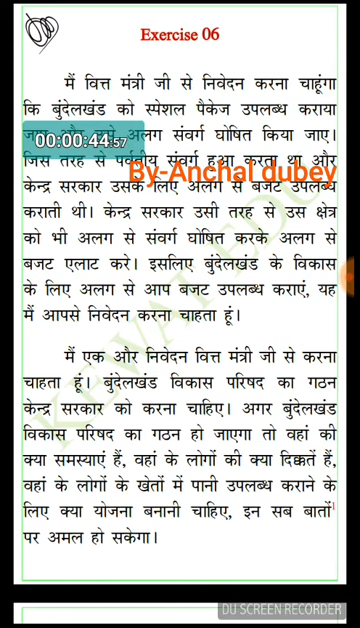 Exercise 06
मैं वित्त मंत्री जी से निवेदन करना चाहूंगा
कि बुंदेलखंड को स्पेशल पैकेज उपलब्ध कराया
अलग संवर्ग घोषित किया जाए।
00:00:44:57
जिस तरह से पर्वतीय संवर्ग हुआ करता था और
By-Anchal dubey
केन्द्र सरकार उसके लिए अलग से बजट उपलब्ध
कराती थी। केन्द्र सरकार उसी तरह से उस क्षेत्र
को भी अलग से संवर्ग घोषित करके अलग से
बजट एलाट करे। इसलिए बुंदेलखंड के विकास
के लिए अलग से आप बजट उपलब्ध कराएं, यह
मैं आपसे निवेदन करना चाहता हूं।
मैं एक और निवेदन वित्त मंत्री जी से करना
चाहता हूं। बुंदेलखंड विकास परिषद का गठन
केन्द्र सरकार को करना चाहिए। अगर बुंदेलखंड
विकास परिषद का गठन हो जाएगा तो वहां की
क्या समस्याएं हैं, वहां के लोगों की क्या दिक्कतें हैं,
वहां के लोगों के खेतों में पानी उपलब्ध कराने के
लिए क्या योजना बनानी चाहिए, इन सब बातों
पर अमल हो सकेगा।
DU SCREEN RECORDER